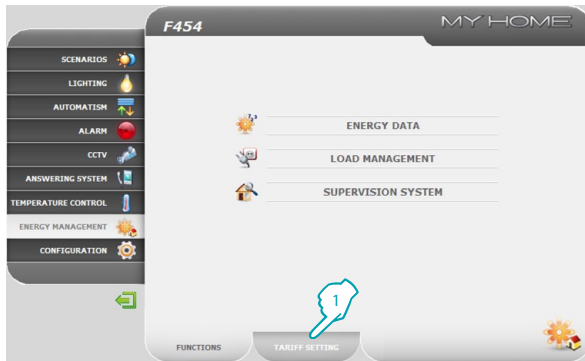 F454
MY HOME
SCENARIOS
LIGHTING
AUTOMATISM
ALARM
CCTV
ANSWERING SYSTEM
TEMPERATURE CONTROL
ENERGY MANAGEMENT
CONFIGURATION
ENERGY DATA
LOAD MANAGEMENT
SUPERVISION SYSTEM
1
FUNCTIONS
TARIFF SETTING